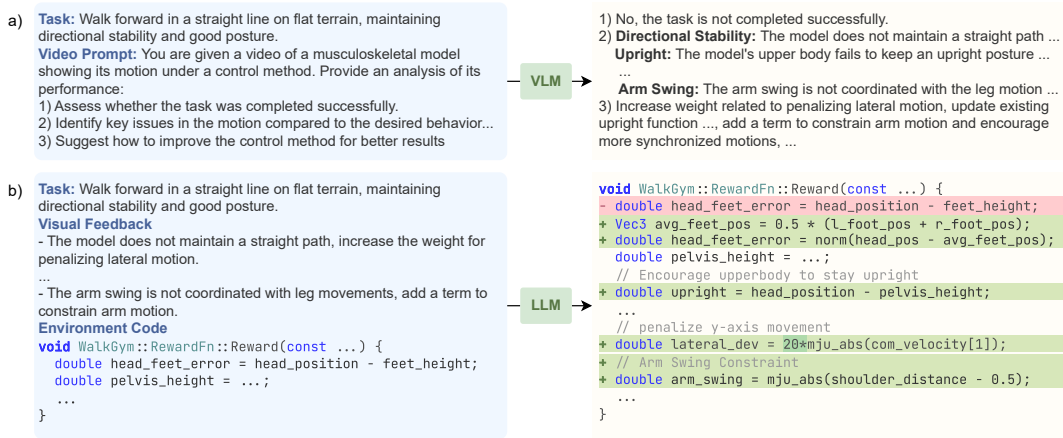 a)
Task: Walk forward in a straight line on flat terrain, maintaining
directional stability and good posture.
Video Prompt: You are given a video of a musculoskeletal model
showing its motion under a control method. Provide an analysis of its
performance:
1) Assess whether the task was completed successfully.
2) Identify key issues in the motion compared to the desired behavior...
3) Suggest how to improve the control method for better results
VLM
1) No, the task is not completed successfully.
2) Directional Stability: The model does not maintain a straight path ...
Upright: The model's upper body fails to keep an upright posture ...
...
Arm Swing: The arm swing is not coordinated with the leg motion ...
3) Increase weight related to penalizing lateral motion, update existing
upright function ..., add a term to constrain arm motion and encourage
more synchronized motions, ...
b)
Task: Walk forward in a straight line on flat terrain, maintaining
directional stability and good posture.
Visual Feedback
- The model does not maintain a straight path, increase the weight for
penalizing lateral motion.
...
- The arm swing is not coordinated with leg movements, add a term to
constrain arm motion.
Environment Code
void WalkGym::RewardFn::Reward(const ...) {
double head_feet_error = head_position - feet_height;
double pelvis_height = ...;
...
}
LLM
void WalkGym::RewardFn::Reward(const ...) {
- double head_feet_error = head_position - feet_height;
+ Vec3 avg_feet_pos = 0.5 * (l_foot_pos + r_foot_pos);
+ double head_feet_error = norm(head_pos - avg_feet_pos);
double pelvis_height = ...;
// Encourage upperbody to stay upright
+ double upright = head_position - pelvis_height;
...
// penalize y-axis movement
+ double lateral_dev = 20*mju_abs(com_velocity[1]);
+ // Arm Swing Constraint
+ double arm_swing = mju_abs(shoulder_distance - 0.5);
...
}